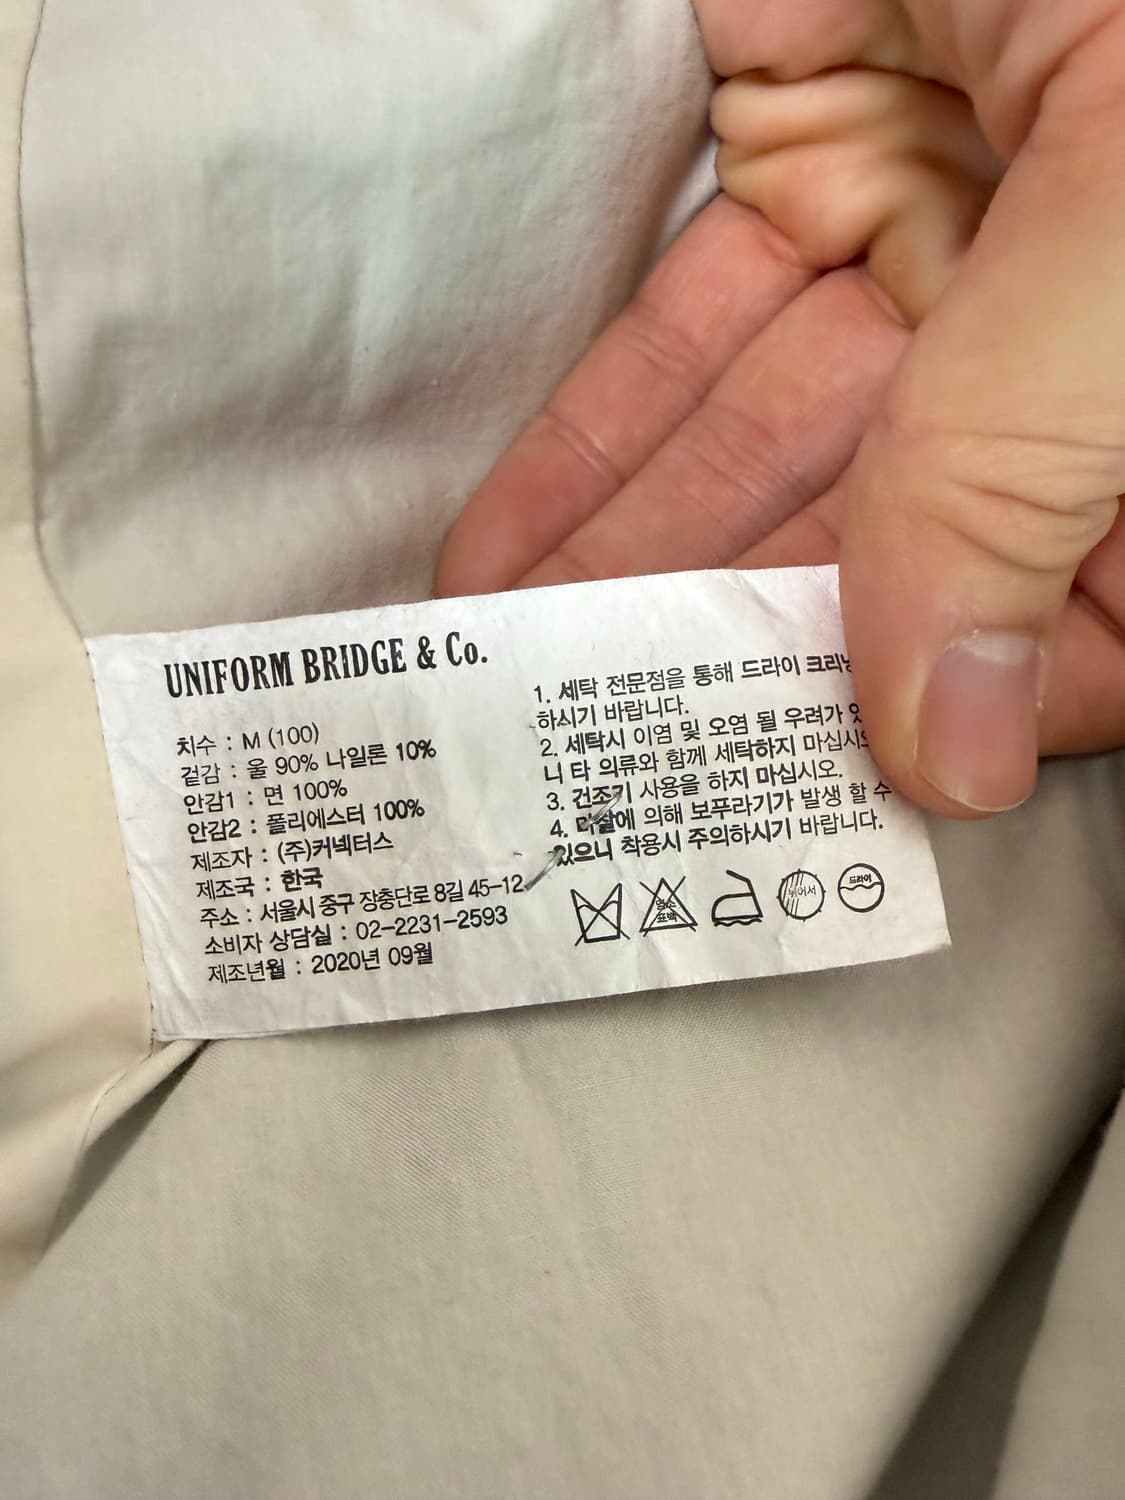 UNIFORM BRIDGE & Co.
치수 : M (100)
겉감 : 울 90% 나일론 10%
안감1 : 면 100%
안감2 : 폴리에스터 100%
제조자 : (주)커넥터스
제조국 : 한국
주소 : 서울시 중구 장충단로 8길 45-12
소비자 상담실 : 02-2231-2593
제조년월 : 2020년 09월
1. 세탁 전문점을 통해 드라이
하시기 바랍니다.
2. 세탁시 이염 및 오염 될 우려가
니 타 의류와 함께 세탁하지
3. 건조기 사용을 하지 마십시오.
4. 마찰에 의해 보푸라기가 발생 할 수
있으니 착용시 주의하시기 바랍니다.
염소
표백
뉘어서
드라이